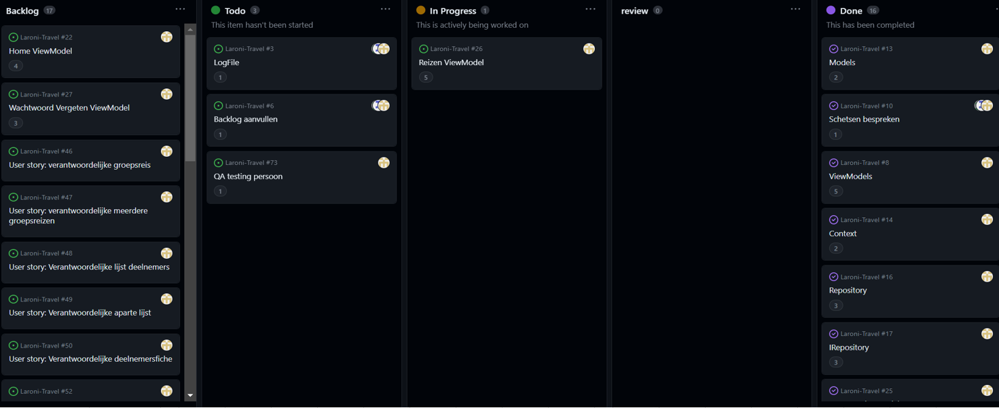 Backlog 17
Laroni-Travel #22
Home ViewModel
4
Laroni-Travel #27
Wachtwoord Vergeten ViewModel
3
Laroni-Travel #46
User story: verantwoordelijke groepsreis
Laroni-Travel #47
User story: verantwoordelijke meerdere
groepsreizen
Laroni-Travel #48
User story: Verantwoordelijke lijst deelnemers
Laroni-Travel #49
User story: Verantwoordelijke aparte lijst
Laroni-Travel #50
User story: Verantwoordelijke deelnemersfiche
Laroni-Travel #52
Todo 3
This item hasn't been started
Laroni-Travel #3
LogFile
1
Laroni-Travel #6
Backlog aanvullen
1
Laroni-Travel #73
QA testing persoon
1
In Progress 1
This is actively being worked on
Laroni-Travel #26
Reizen ViewModel
5
review 0
Done 16
This has been completed
Laroni-Travel #13
Models
2
Laroni-Travel #10
Schetsen bespreken
1
Laroni-Travel #8
ViewModels
5
Laroni-Travel #14
Context
2
Laroni-Travel #16
Repository
3
Laroni-Travel #17
IRepository
3
Laroni-Travel #25